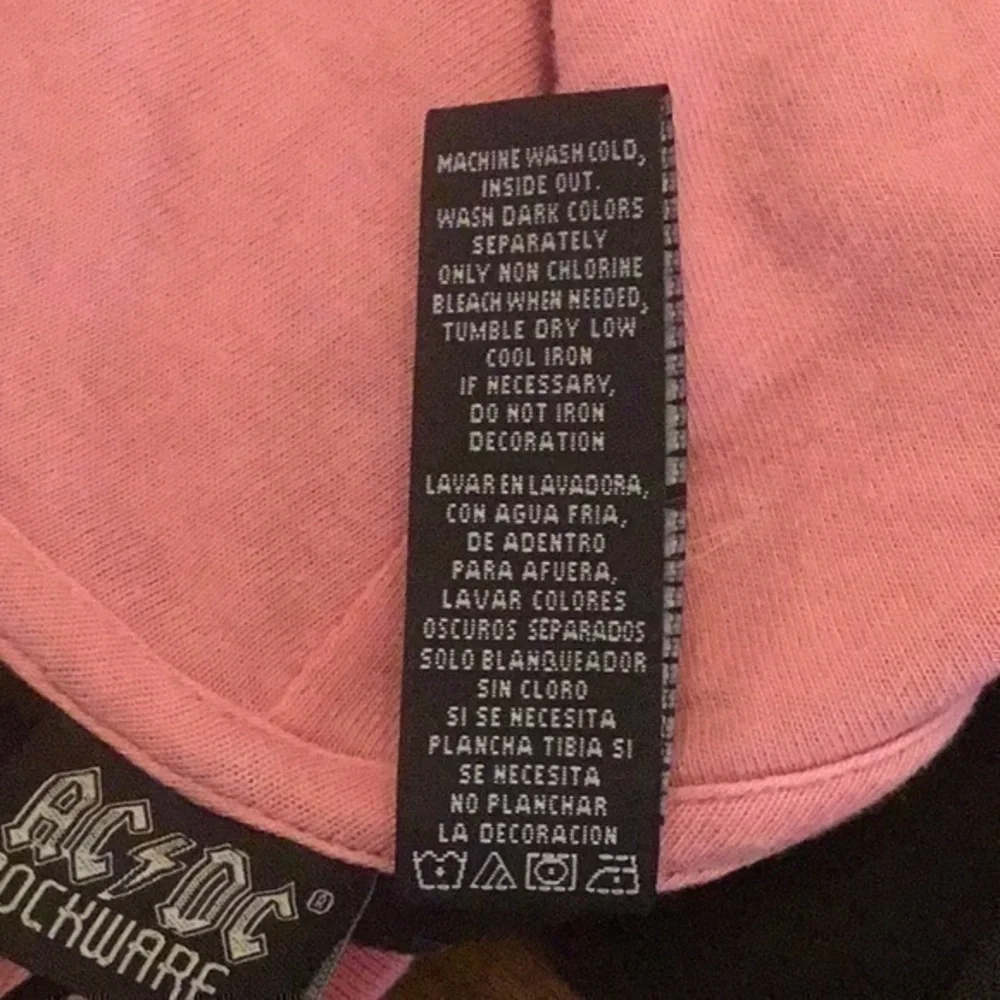 MACHINE WASH COLD,
INSIDE OUT.
WASH DARK COLORS
SEPARATELY
ONLY NON CHLORINE
BLEACH WHEN NEEDED,
TUMBLE DRY LOW
COOL IRON
IF NECESSARY,
DO NOT IRON
DECORATION
LAVAR EN LAVADORA,
CON AGUA FRIA,
DE ADENTRO
PARA AFUERA,
LAVAR COLORES
OSCUROS SEPARADOS
SOLO BLANQUEADOR
SIN CLORO
SI SE NECESITA
PLANCHA TIBIA SI
SE NECESITA
NO PLANCHAR
LA DECORACION
AC/DC®
OCKWARE